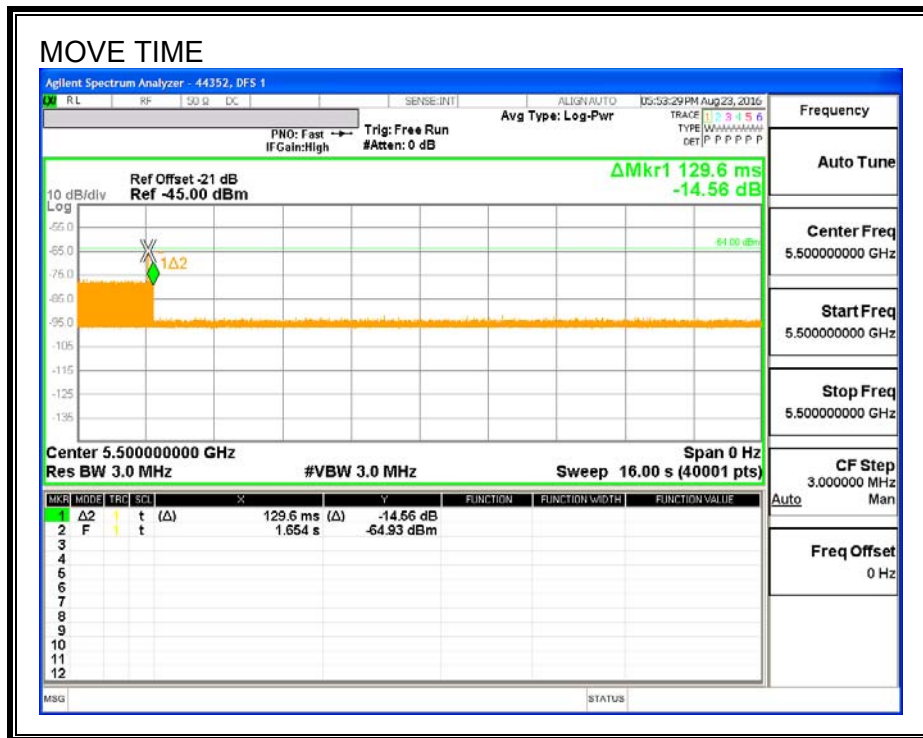 MOVE TIME
Agilent Spectrum Analyzer - 44352, DFS 1
RL RF 50 Ω DC SENSE:INT ALIGN AUTO 05:53:29 PM Aug 23, 2016
PNO: Fast Trig: Free Run Avg Type: Log-Pwr TRACE 1 2 3 4 5 6
IFGain:High #Atten: 0 dB TYPE WWWWWW
DET P P P P P P
Frequency
Auto Tune
Center Freq
5.500000000 GHz
Start Freq
5.500000000 GHz
Stop Freq
5.500000000 GHz
CF Step
3.000000 MHz
Auto Man
Freq Offset
0 Hz
ΔMkr1 129.6 ms
-14.56 dB
Ref Offset -21 dB
10 dB/div Ref -45.00 dBm
Log
-55.0
-65.0
-75.0
-85.0
-95.0
-105
-115
-125
-135
-64.00 dBm
1Δ2
Center 5.500000000 GHz Span 0 Hz
Res BW 3.0 MHz #VBW 3.0 MHz Sweep 16.00 s (40001 pts)
MKR MODE TRC SCL X Y FUNCTION FUNCTION WIDTH FUNCTION VALUE
1 Δ2 1 t (Δ) 129.6 ms (Δ) -14.56 dB
2 F 1 t 1.654 s -64.93 dBm
3
4
5
6
7
8
9
10
11
12
MSG STATUS